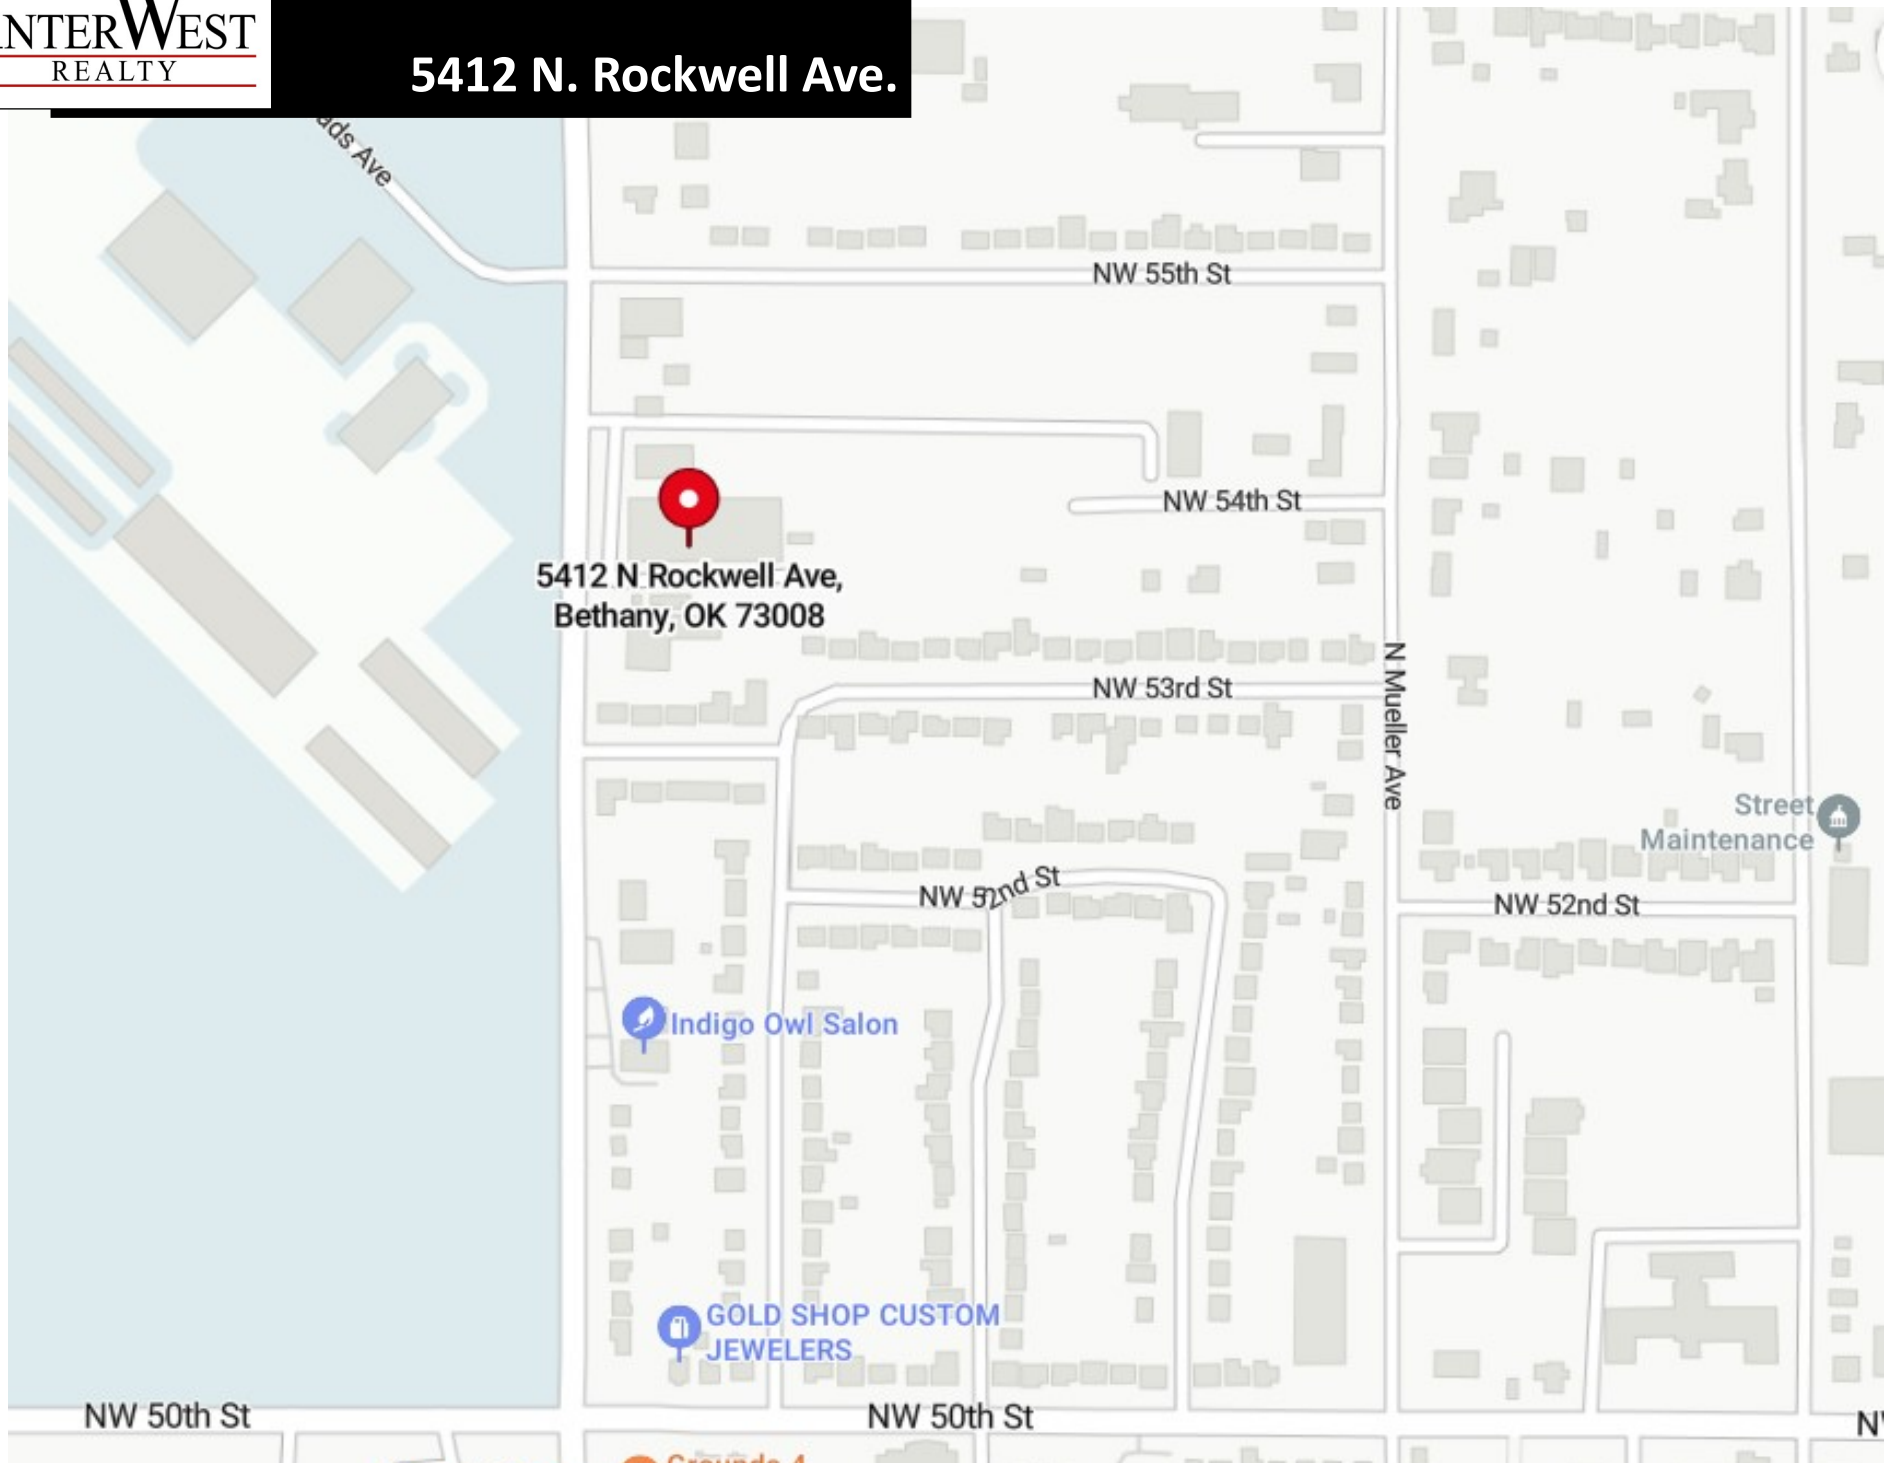 INTERWEST
REALTY
5412 N. Rockwell Ave.
Ave
NW 55th St
NW 54th St
5412 N Rockwell Ave,
Bethany, OK 73008
NW 53rd St
N Mueller Ave
Street
Maintenance
NW 52nd St
NW 52nd St
Indigo Owl Salon
GOLD SHOP CUSTOM
JEWELERS
NW 50th St
NW 50th St